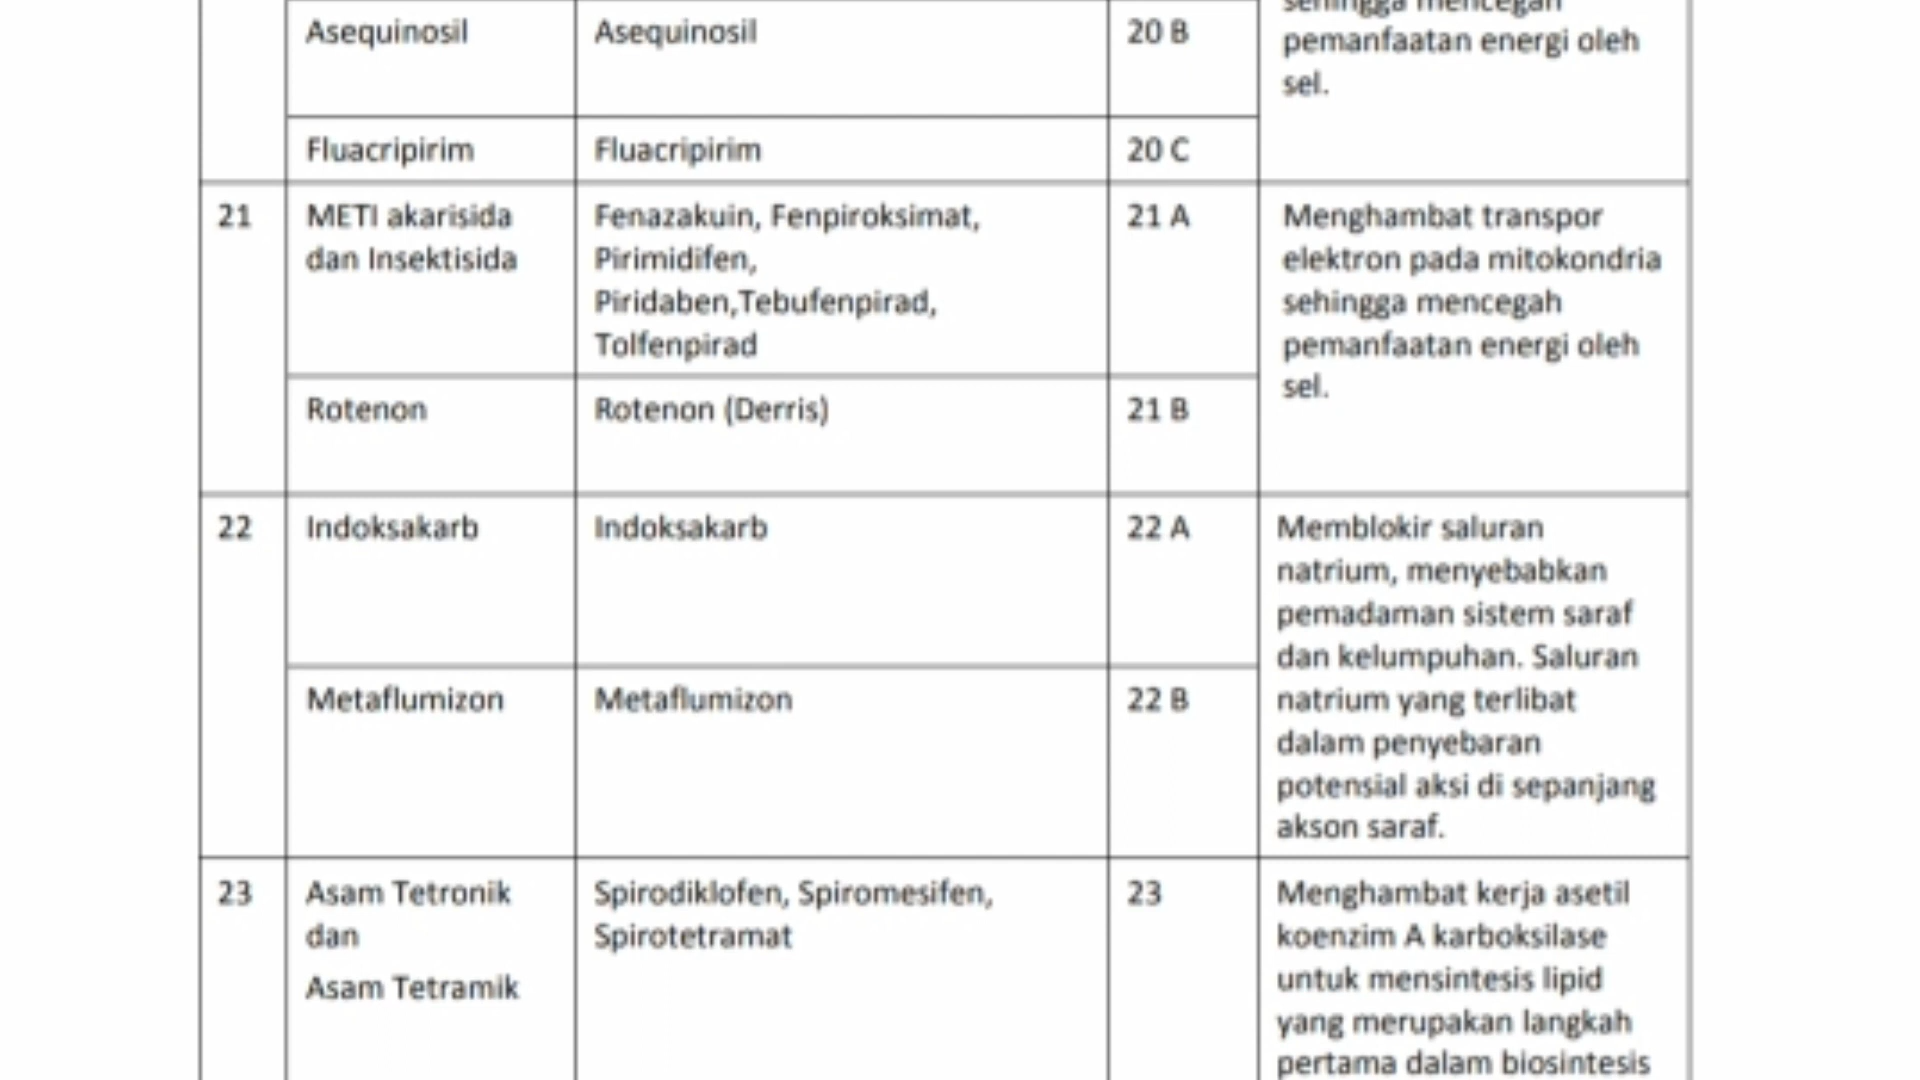 sehingga mencegah
Asequinosil
Asequinosil
20 B
pemanfaatan energi oleh
sel.
Fluacripirim
Fluacripirim
20 C
21
METI akarisida
dan Insektisida
Fenazakuin, Fenpiroksimat,
Pirimidifen,
Piridaben,Tebufenpirad,
Tolfenpirad
21 A
Menghambat transpor
elektron pada mitokondria
sehingga mencegah
pemanfaatan energi oleh
sel.
Rotenon
Rotenon (Derris)
21 B
22
Indoksakarb
Indoksakarb
22 A
Memblokir saluran
natrium, menyebabkan
pemadaman sistem saraf
dan kelumpuhan. Saluran
natrium yang terlibat
dalam penyebaran
potensial aksi di sepanjang
akson saraf.
Metaflumizon
Metaflumizon
22 B
23
Asam Tetronik
dan
Asam Tetramik
Spirodiklofen, Spiromesifen,
Spirotetramat
23
Menghambat kerja asetil
koenzim A karboksilase
untuk mensintesis lipid
yang merupakan langkah
pertama dalam biosintesis